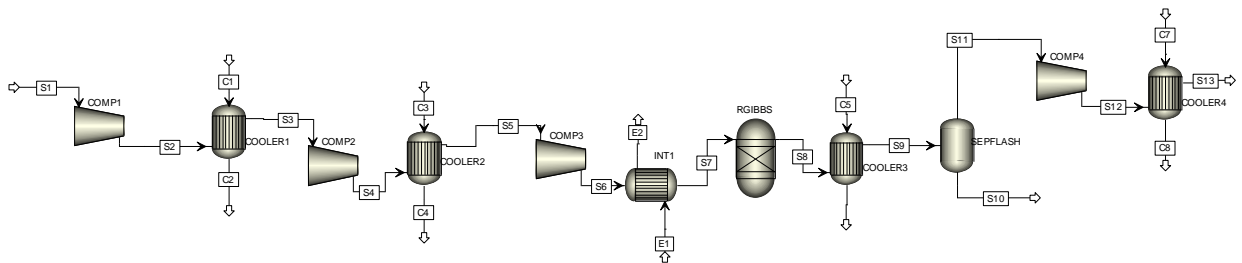 S1
COMP1
S2
C1
COOLER1
C2
S3
COMP2
S4
C3
COOLER2
C4
S5
COMP3
S6
E2
INT1
E1
S7
RGIBBS
S8
C5
COOLER3
S9
SEPFLASH
S10
S11
COMP4
S12
C7
S13
COOLER4
C8